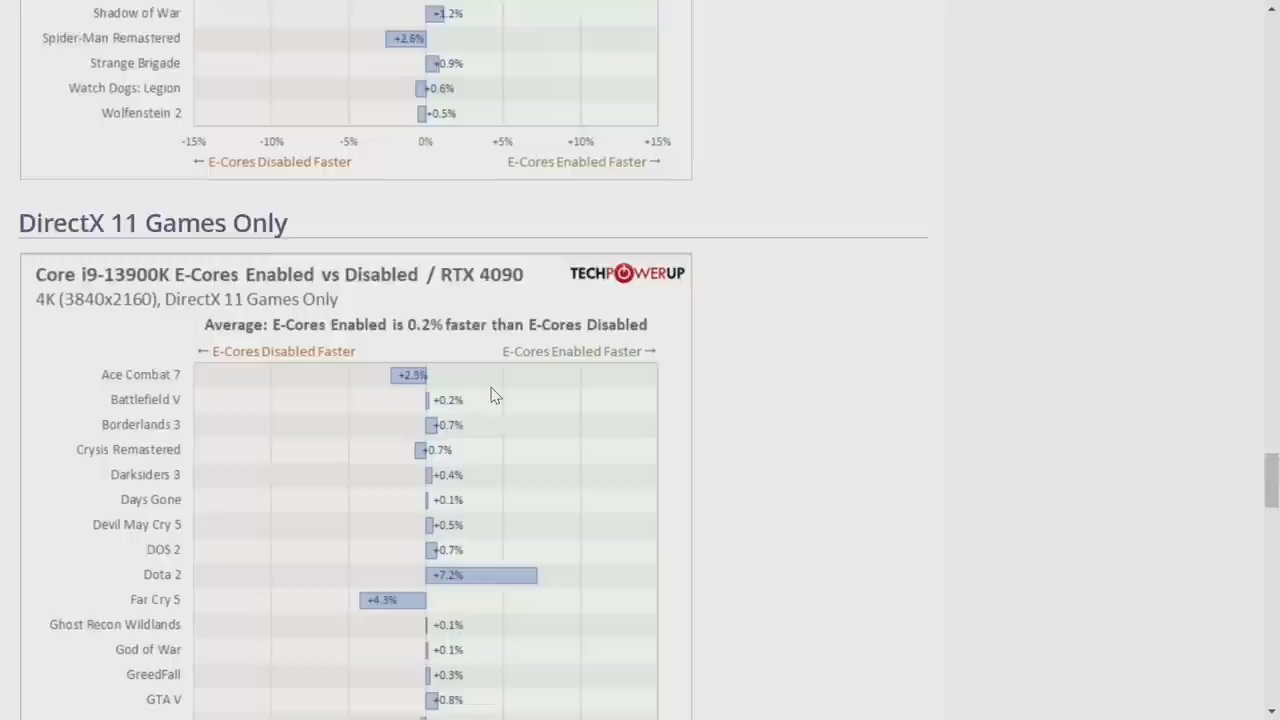 Shadow of War +1.2%
Spider-Man Remastered +2.6%
Strange Brigade +0.9%
Watch Dogs: Legion +0.6%
Wolfenstein 2 +0.5%
-15% -10% -5% 0% +5% +10% +15%
← E-Cores Disabled Faster E-Cores Enabled Faster →
DirectX 11 Games Only
Core i9-13900K E-Cores Enabled vs Disabled / RTX 4090 TECHPOWERUP
4K (3840x2160), DirectX 11 Games Only
Average: E-Cores Enabled is 0.2% faster than E-Cores Disabled
← E-Cores Disabled Faster E-Cores Enabled Faster →
Ace Combat 7
Battlefield V +0.2%
Borderlands 3 +0.7%
Crysis Remastered +0.7%
Darksiders 3 +0.4%
Days Gone +0.1%
Devil May Cry 5 +0.5%
DOS 2 +0.7%
Dota 2 +7.2%
Far Cry 5 +4.3%
Ghost Recon Wildlands +0.1%
God of War +0.1%
GreedFall +0.3%
GTA V +0.8%